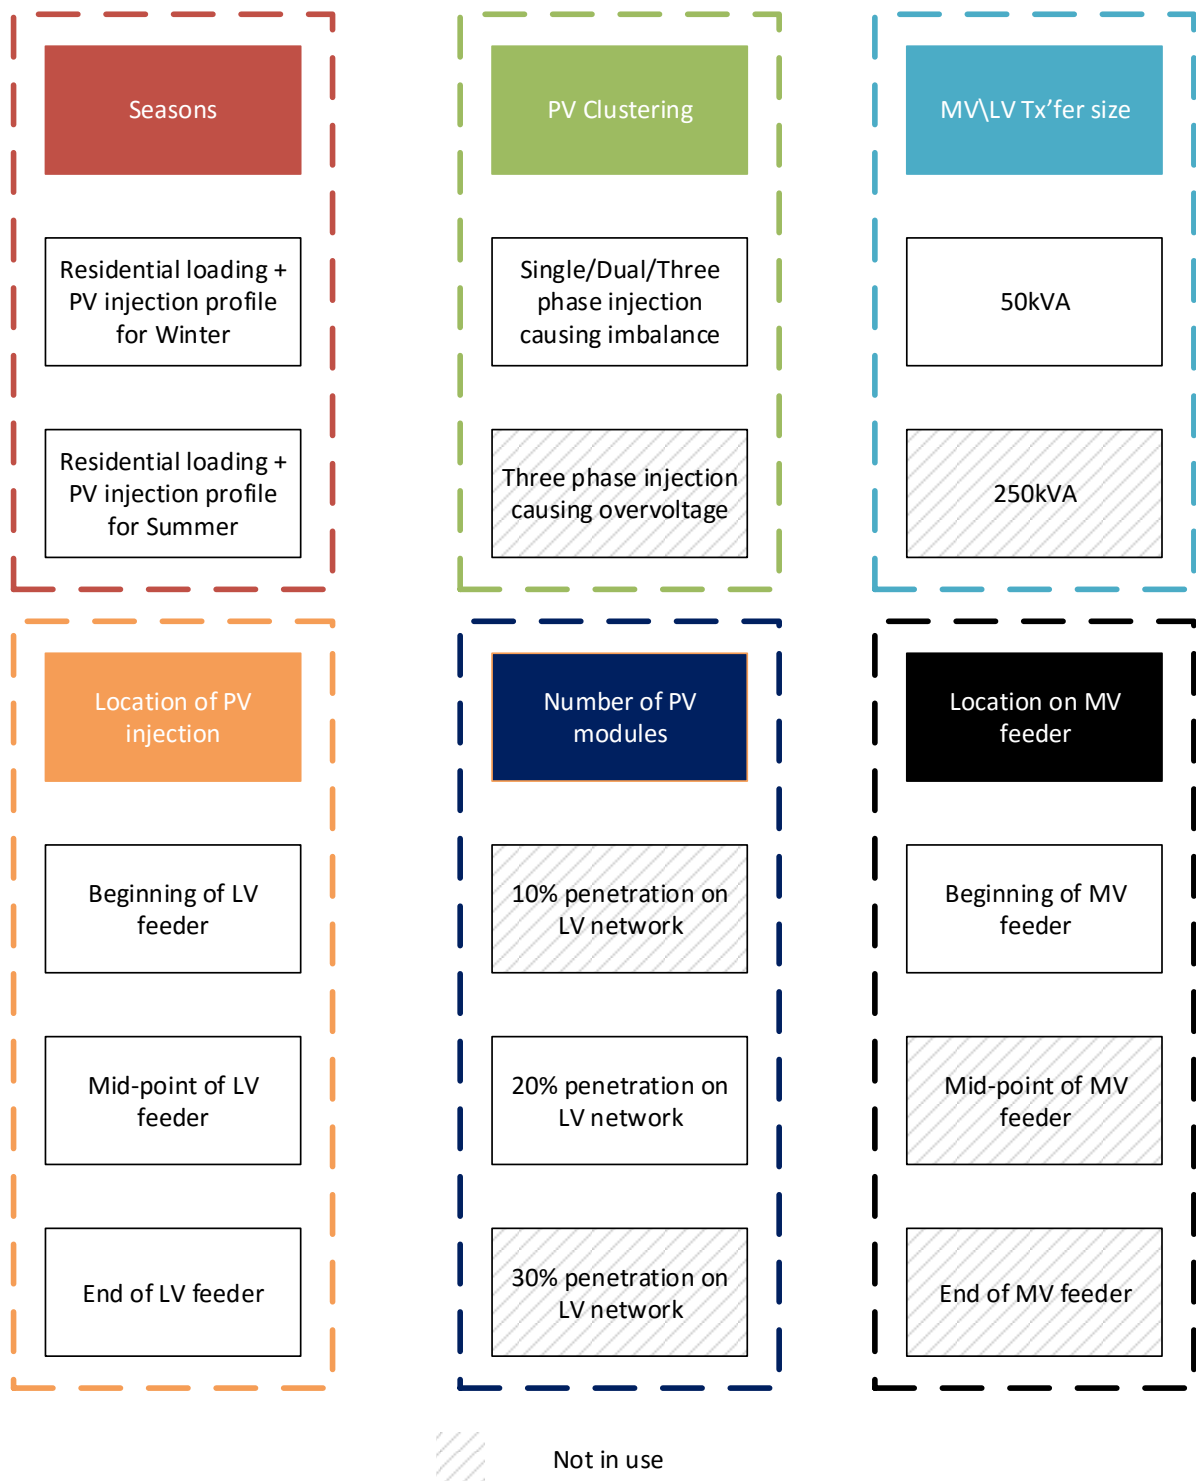 Seasons
Residential loading +
PV injection profile
for Winter
Residential loading +
PV injection profile
for Summer
PV Clustering
Single/Dual/Three
phase injection
causing imbalance
Three phase injection
causing overvoltage
MV\LV Tx’fer size
50kVA
250kVA
Location of PV
injection
Beginning of LV
feeder
Mid-point of LV
feeder
End of LV feeder
Number of PV
modules
10% penetration on
LV network
20% penetration on
LV network
30% penetration on
LV network
Location on MV
feeder
Beginning of MV
feeder
Mid-point of MV
feeder
End of MV feeder
Not in use